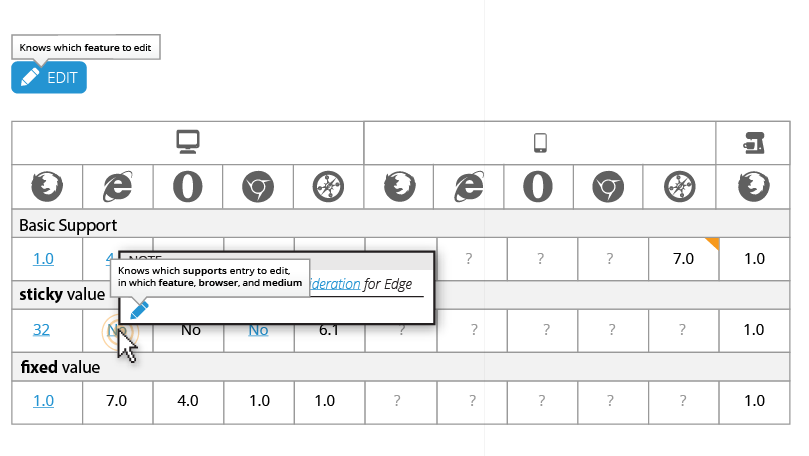 Knows which feature to edit
EDIT
Basic Support
1.0 4 ? ? ? ? 7.0 1.0
NOTE
Knows which supports entry to edit,
in which feature, browser, and medium
ideration for Edge
sticky value
32 No No No 6.1 ? ? ? ? ? 1.0
fixed value
1.0 7.0 4.0 1.0 1.0 ? ? ? ? ? 1.0